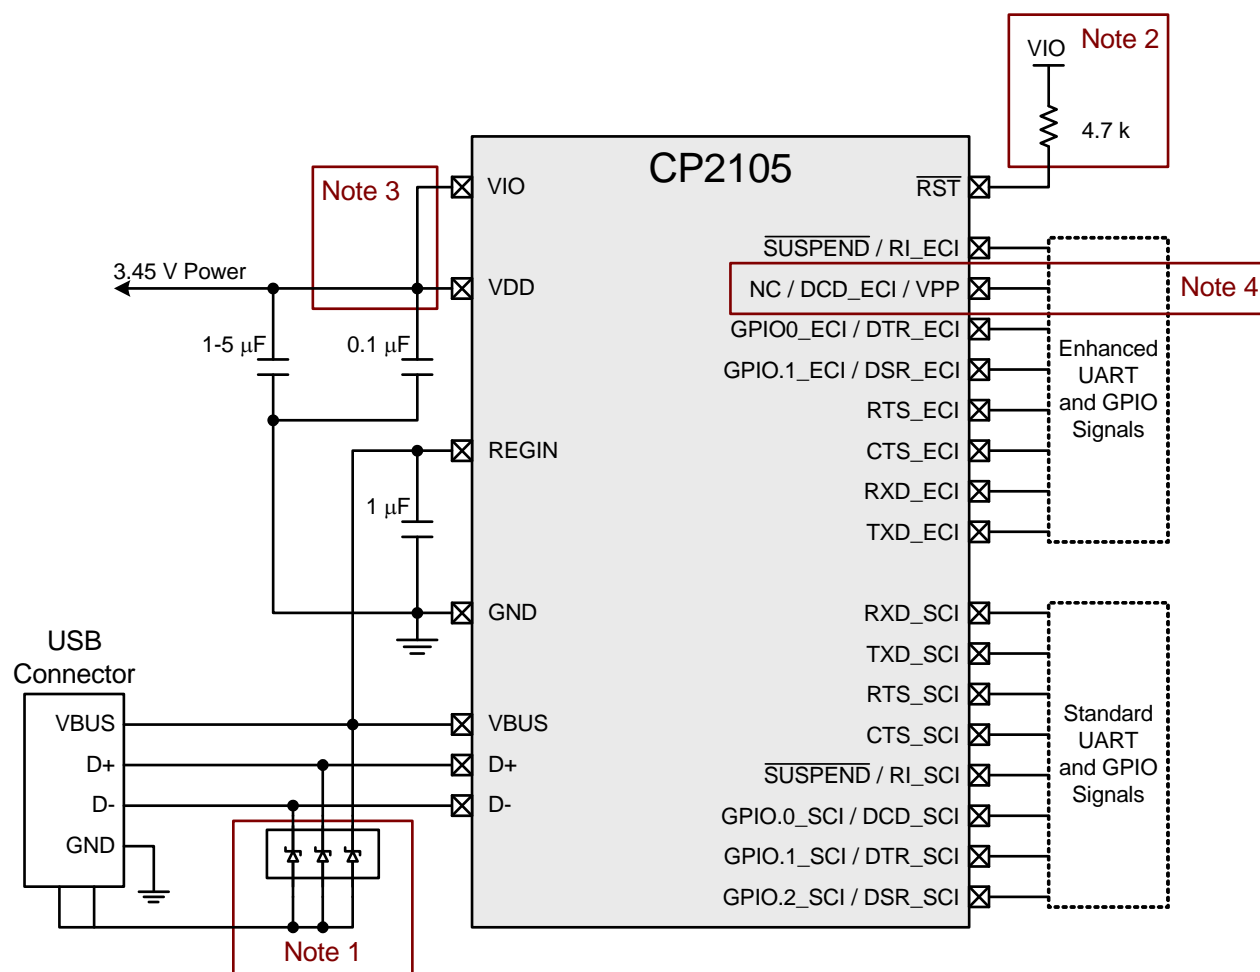 Note 2
VIO
4.7 k
CP2105
Note 3
VIO
RST
SUSPEND / RI_ECI
3.45 V Power
VDD
NC / DCD_ECI / VPP
Note 4
GPIO0_ECI / DTR_ECI
1-5 μF
0.1 μF
GPIO.1_ECI / DSR_ECI
Enhanced
UART
and GPIO
Signals
RTS_ECI
REGIN
CTS_ECI
1 μF
RXD_ECI
TXD_ECI
GND
RXD_SCI
USB
Connector
TXD_SCI
RTS_SCI
VBUS
VBUS
CTS_SCI
Standard
UART
and GPIO
Signals
D+
D+
SUSPEND / RI_SCI
D-
D-
GPIO.0_SCI / DCD_SCI
GND
GPIO.1_SCI / DTR_SCI
GPIO.2_SCI / DSR_SCI
Note 1